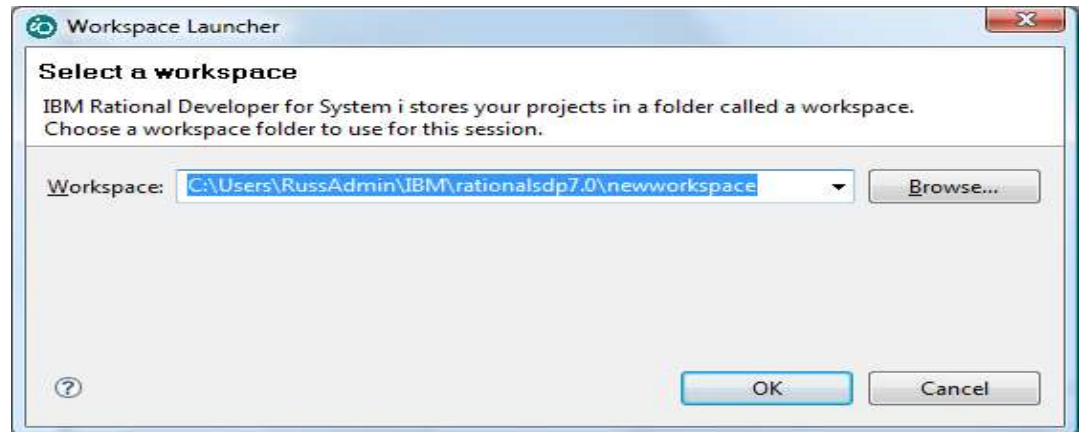 Workspace Launcher
Select a workspace
IBM Rational Developer for System i stores your projects in a folder called a workspace.
Choose a workspace folder to use for this session.
Workspace: C:\Users\RussAdmin\IBM\rationalsdp7.0\newworkspace Browse...
OK Cancel